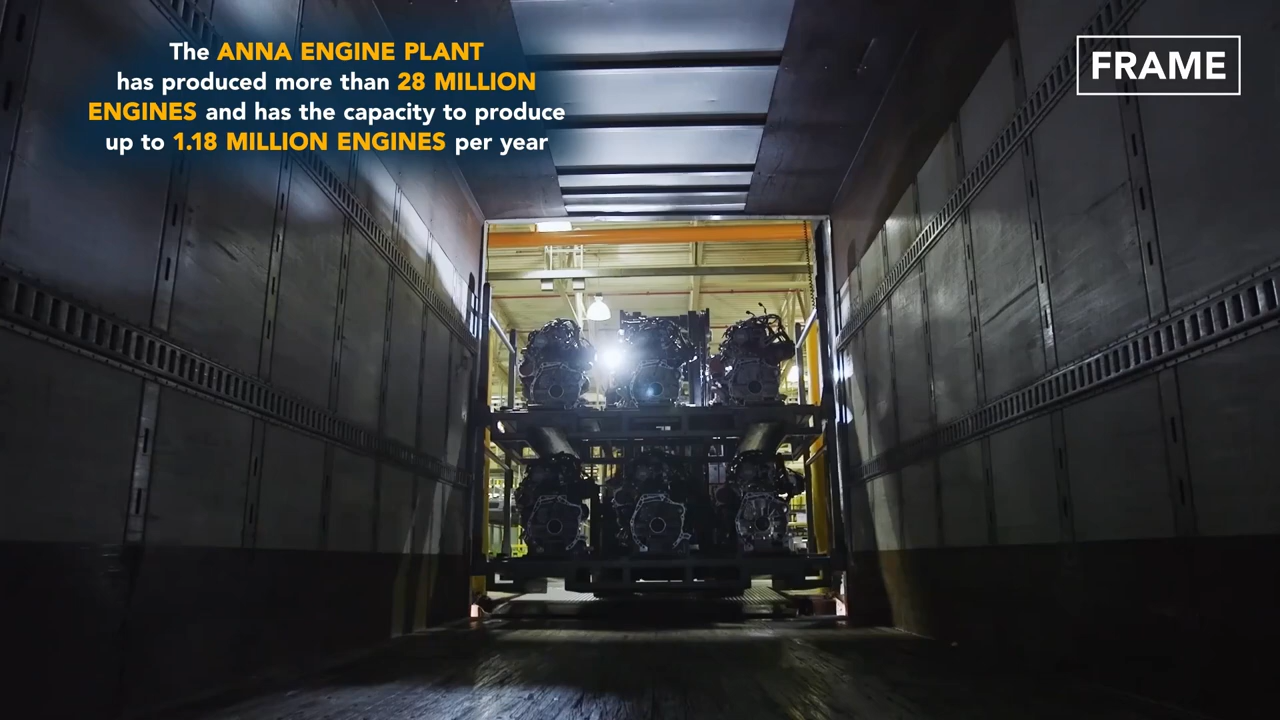 The ANNA ENGINE PLANT
has produced more than 28 MILLION
ENGINES and has the capacity to produce
up to 1.18 MILLION ENGINES per year
FRAME